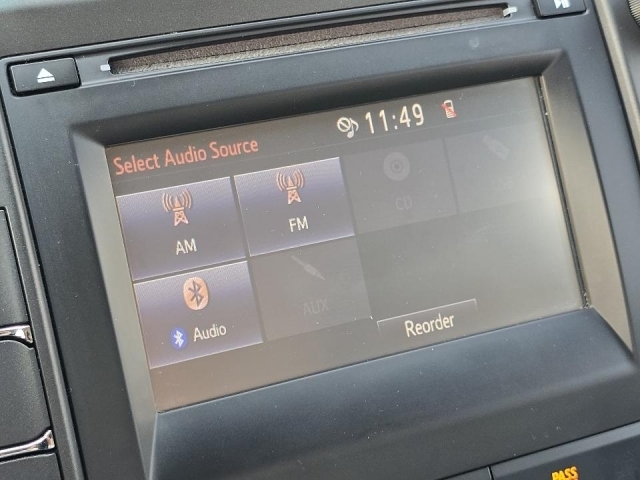 11:49
Select Audio Source
AM
FM
CD
Audio
AUX
Reorder
PASS